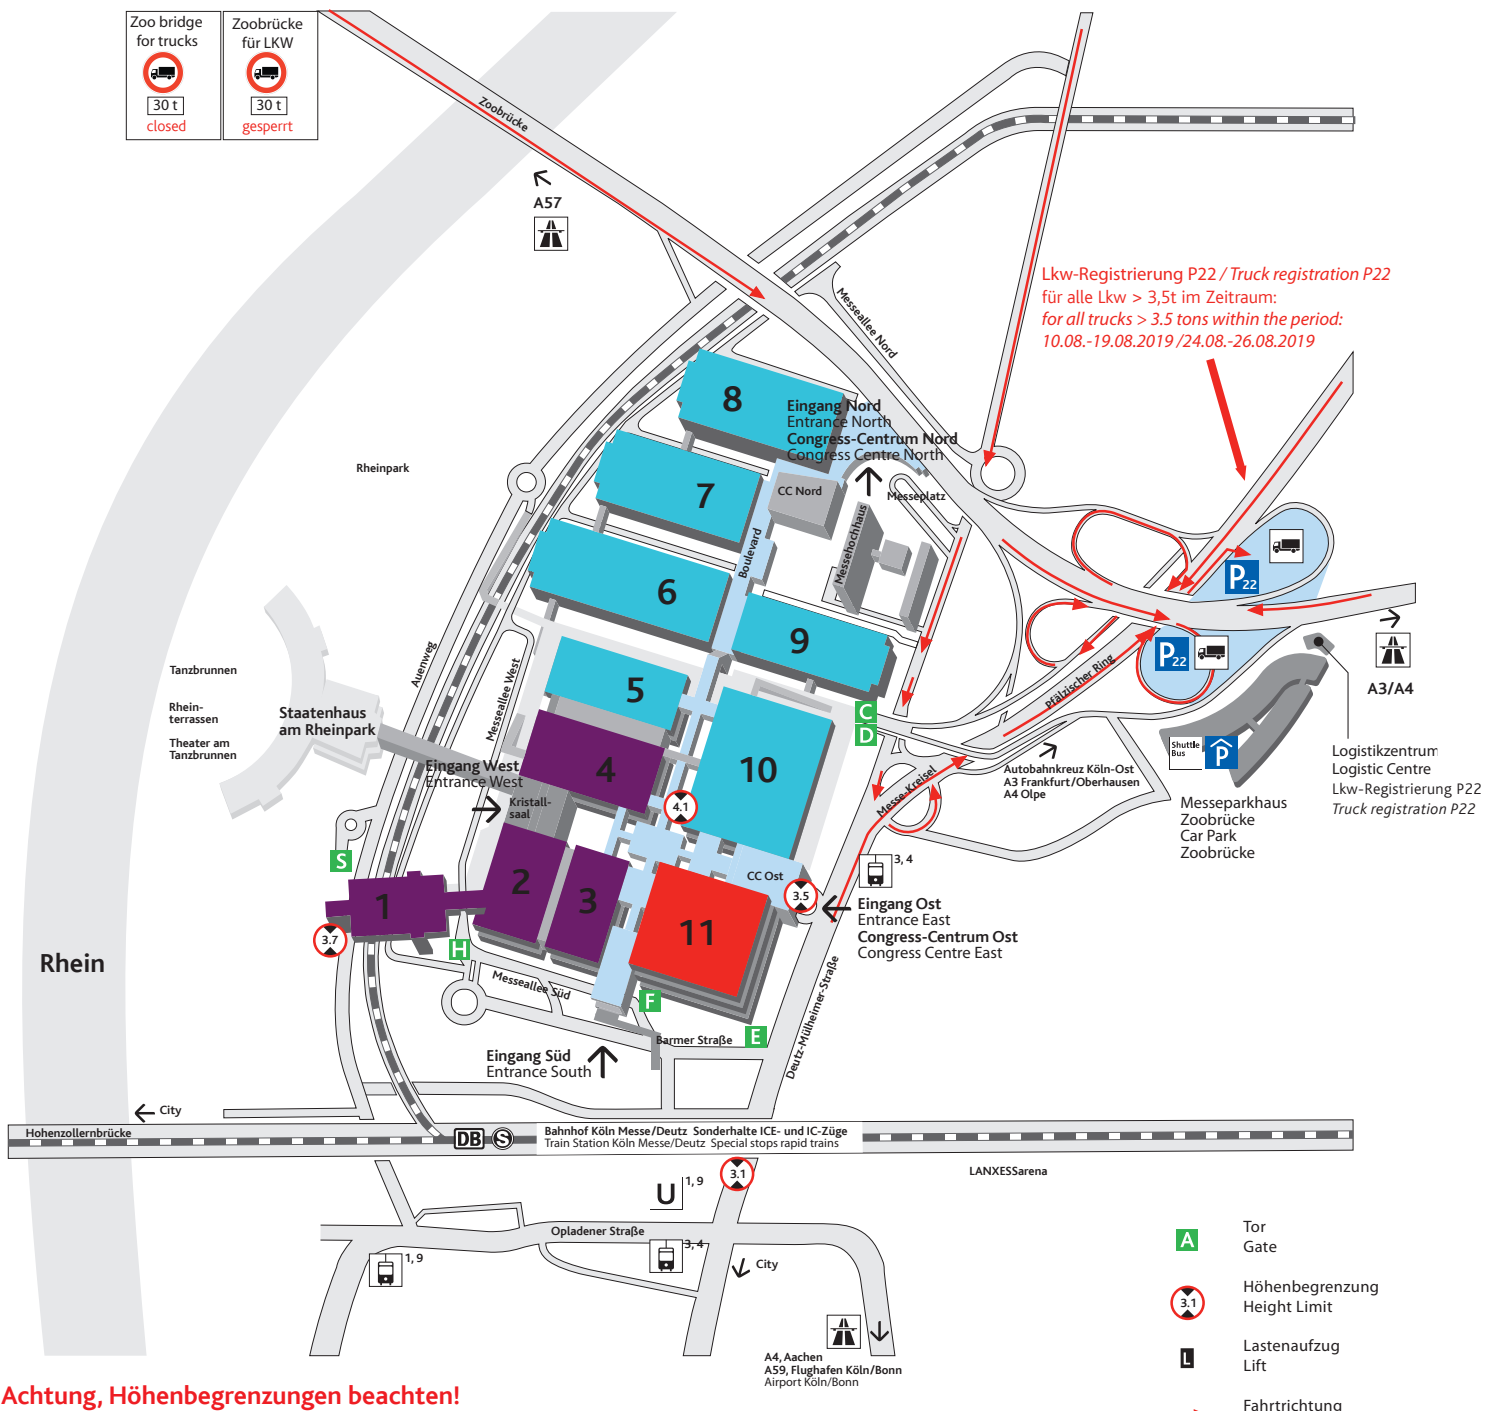 Zoo bridge
for trucks
30 t
closed
Zoobrücke
für LKW
30 t
gesperrt
Zoobrücke
A57
Messeallee Nord
Lkw-Registrierung P22 / Truck registration P22
für alle Lkw > 3,5t im Zeitraum:
for all trucks > 3.5 tons within the period:
10.08.-19.08.2019 /24.08.-26.08.2019
8
Eingang Nord
Entrance North
Congress-Centrum Nord
Congress Centre North
Rheinpark
7
CC Nord
Messeplatz
Messehochhaus
Boulevard
6
P22
9
P22
A3/A4
Auenweg
Messeallee West
Tanzbrunnen
Rhein-
terrassen
Theater am
Tanzbrunnen
Staatenhaus
am Rheinpark
5
C
D
Pfälzischer Ring
4
10
Eingang West
Entrance West
Kristall-
saal
4.1
Shuttle
Bus
P
Autobahnkreuz Köln-Ost
A3 Frankfurt/Oberhausen
A4 Olpe
Messe-Kreisel
Logistikzentrum
Logistic Centre
Lkw-Registrierung P22
Truck registration P22
Messeparkhaus
Zoobrücke
Car Park
Zoobrücke
S
3, 4
2
3
CC Ost
3.5
1
11
Eingang Ost
Entrance East
Congress-Centrum Ost
Congress Centre East
3.7
H
Rhein
Messeallee Süd
F
E
Deutz-Mülheimer-Straße
Barmer Straße
Eingang Süd
Entrance South
City
Hohenzollernbrücke
DB
S
Bahnhof Köln Messe/Deutz Sonderhalte ICE- und IC-Züge
Train Station Köln Messe/Deutz Special stops rapid trains
LANXESSarena
3.1
U
1, 9
Opladener Straße
3, 4
1, 9
City
A4, Aachen
A59, Flughafen Köln/Bonn
Airport Köln/Bonn
A
Tor
Gate
3.1
Höhenbegrenzung
Height Limit
L
Lastenaufzug
Lift
Fahrtrichtung
Achtung, Höhenbegrenzungen beachten!